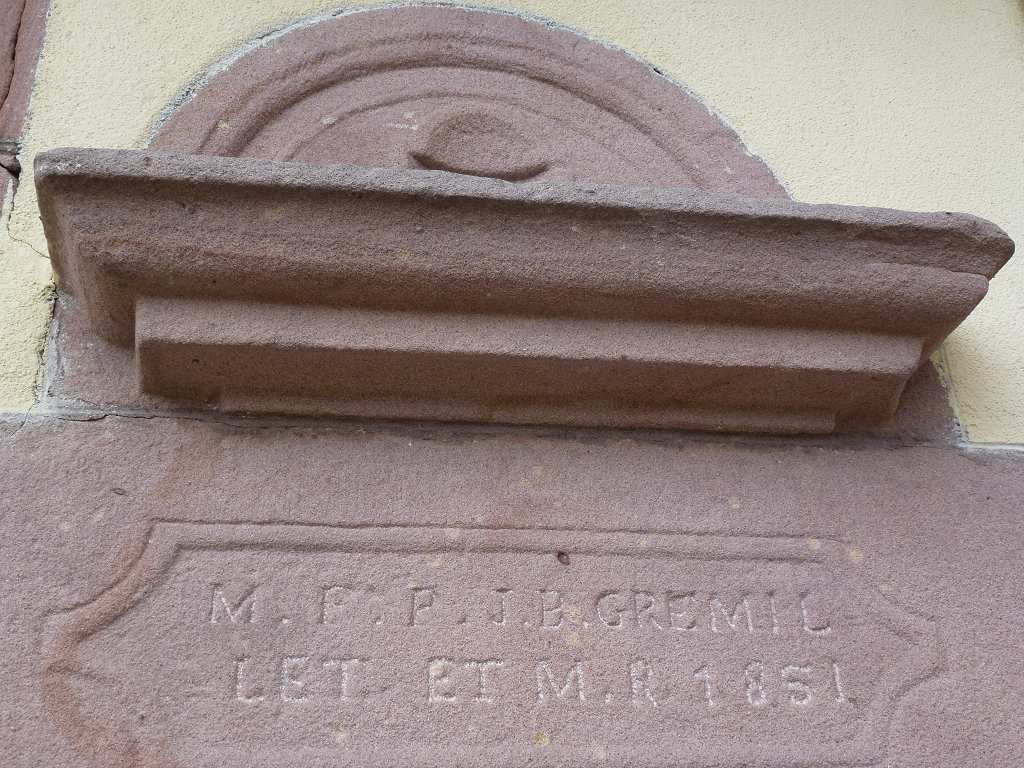 M. F. P. J.B. GREMIL
LET ET M.R 1851